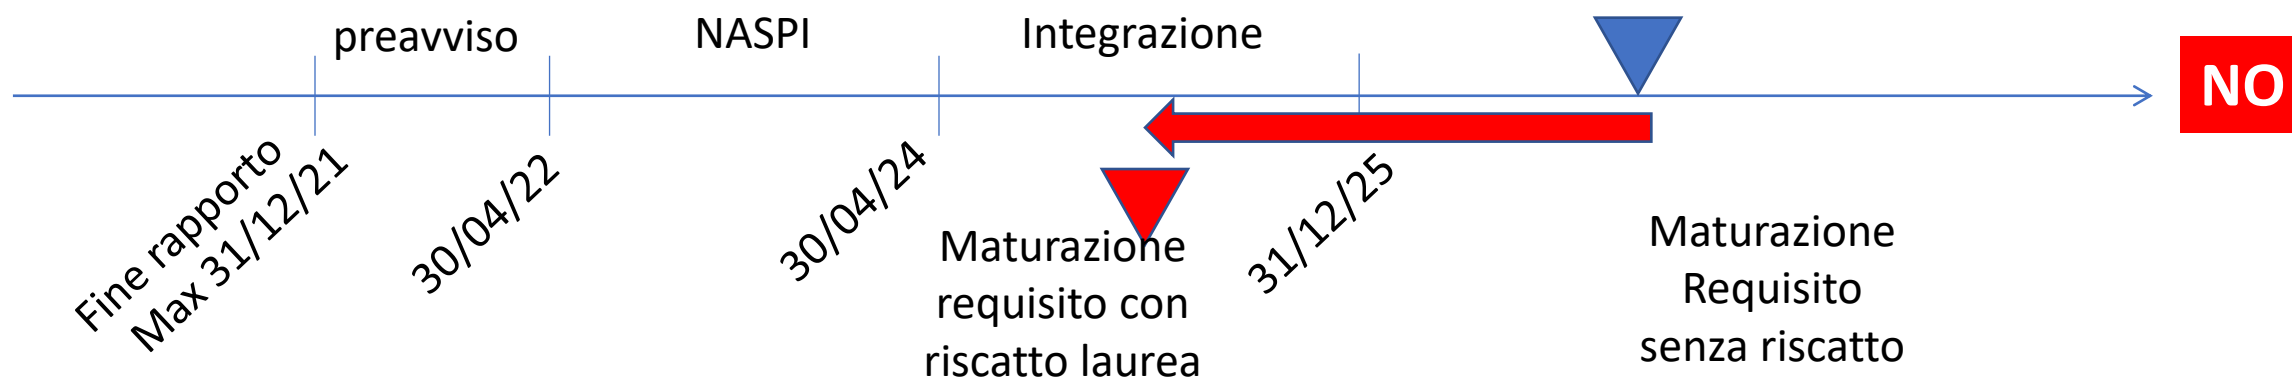 preavviso
NASPI
Integrazione
NO
Fine rapporto
Max 31/12/21
30/04/22
30/04/24
31/12/25
Maturazione
requisito con
riscatto laurea
Maturazione
Requisito
senza riscatto